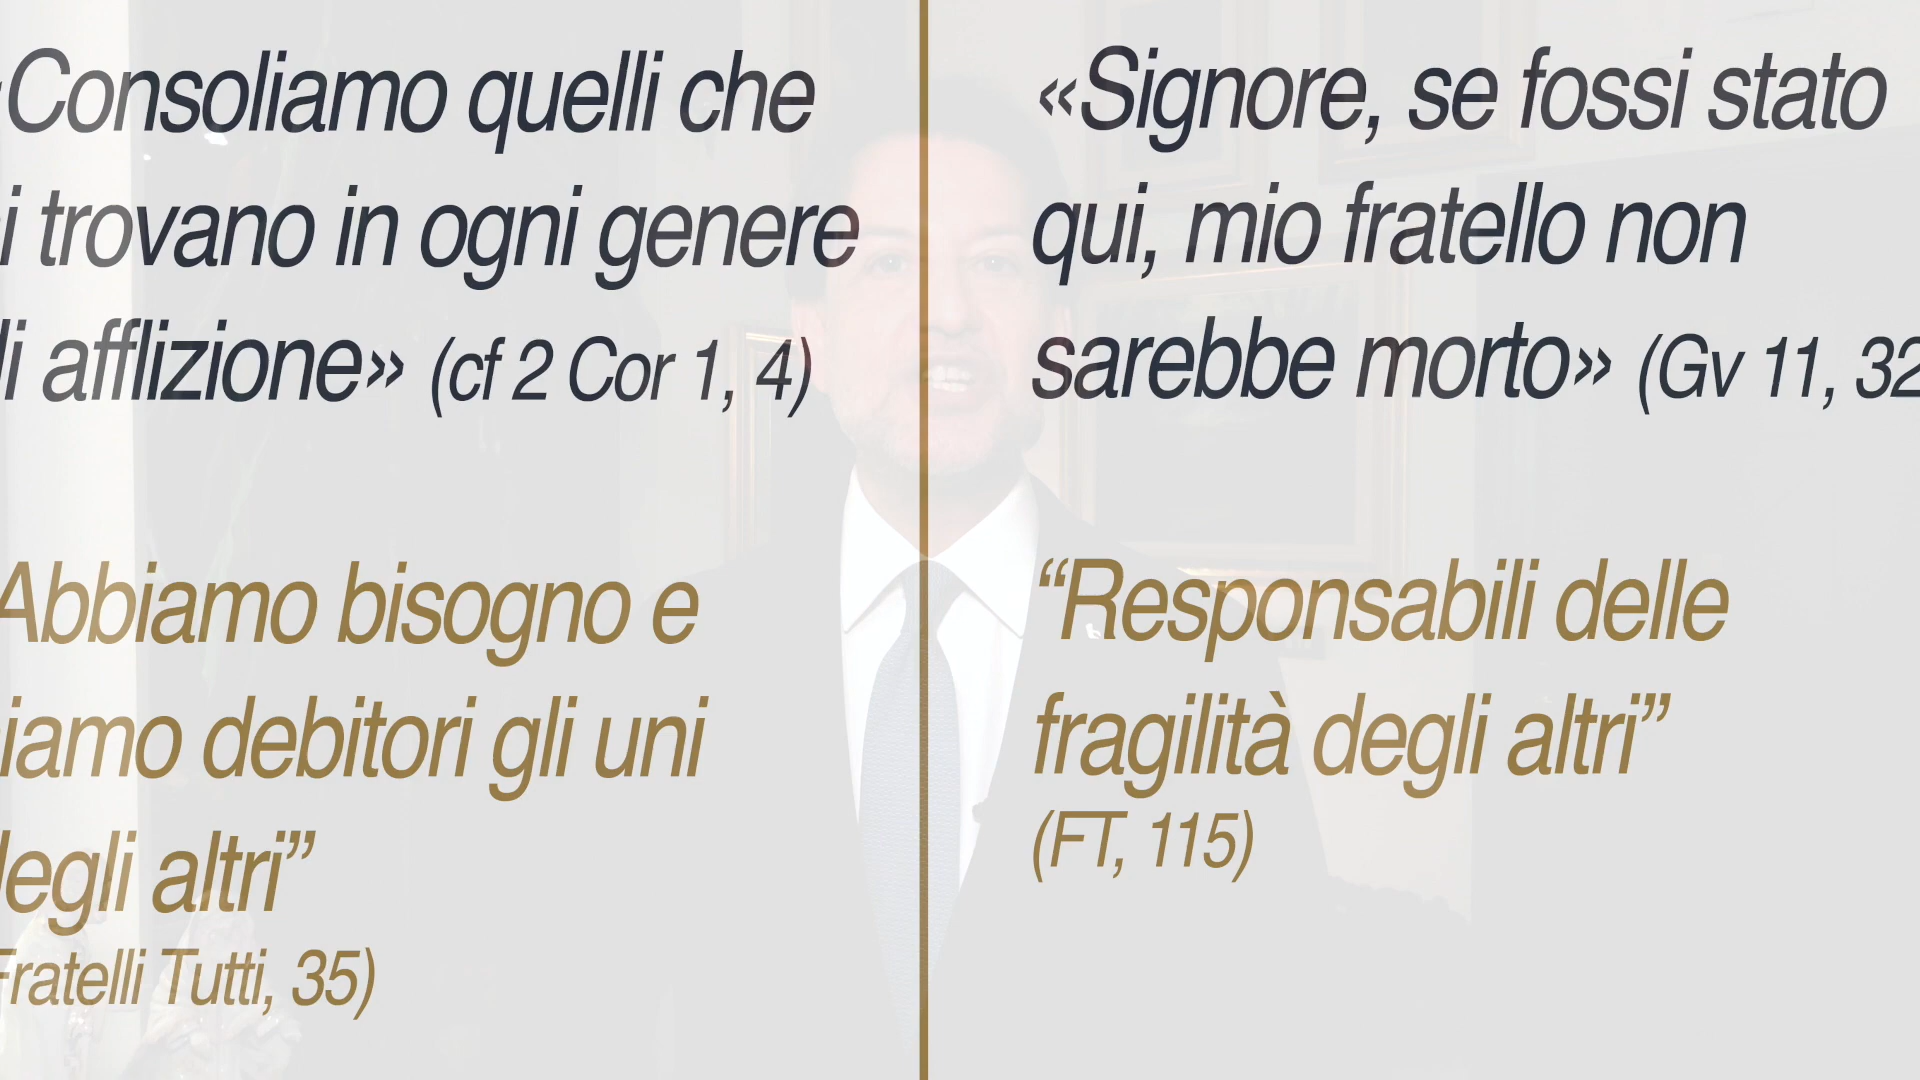 «Consoliamo quelli che
i trovano in ogni genere
li afflizione» (cf 2 Cor 1, 4)
Abbiamo bisogno e
iamo debitori gli uni
degli altri”
Fratelli Tutti, 35)
«Signore, se fossi stato
qui, mio fratello non
sarebbe morto» (Gv 11, 32
“Responsabili delle
fragilità degli altri”
(FT, 115)